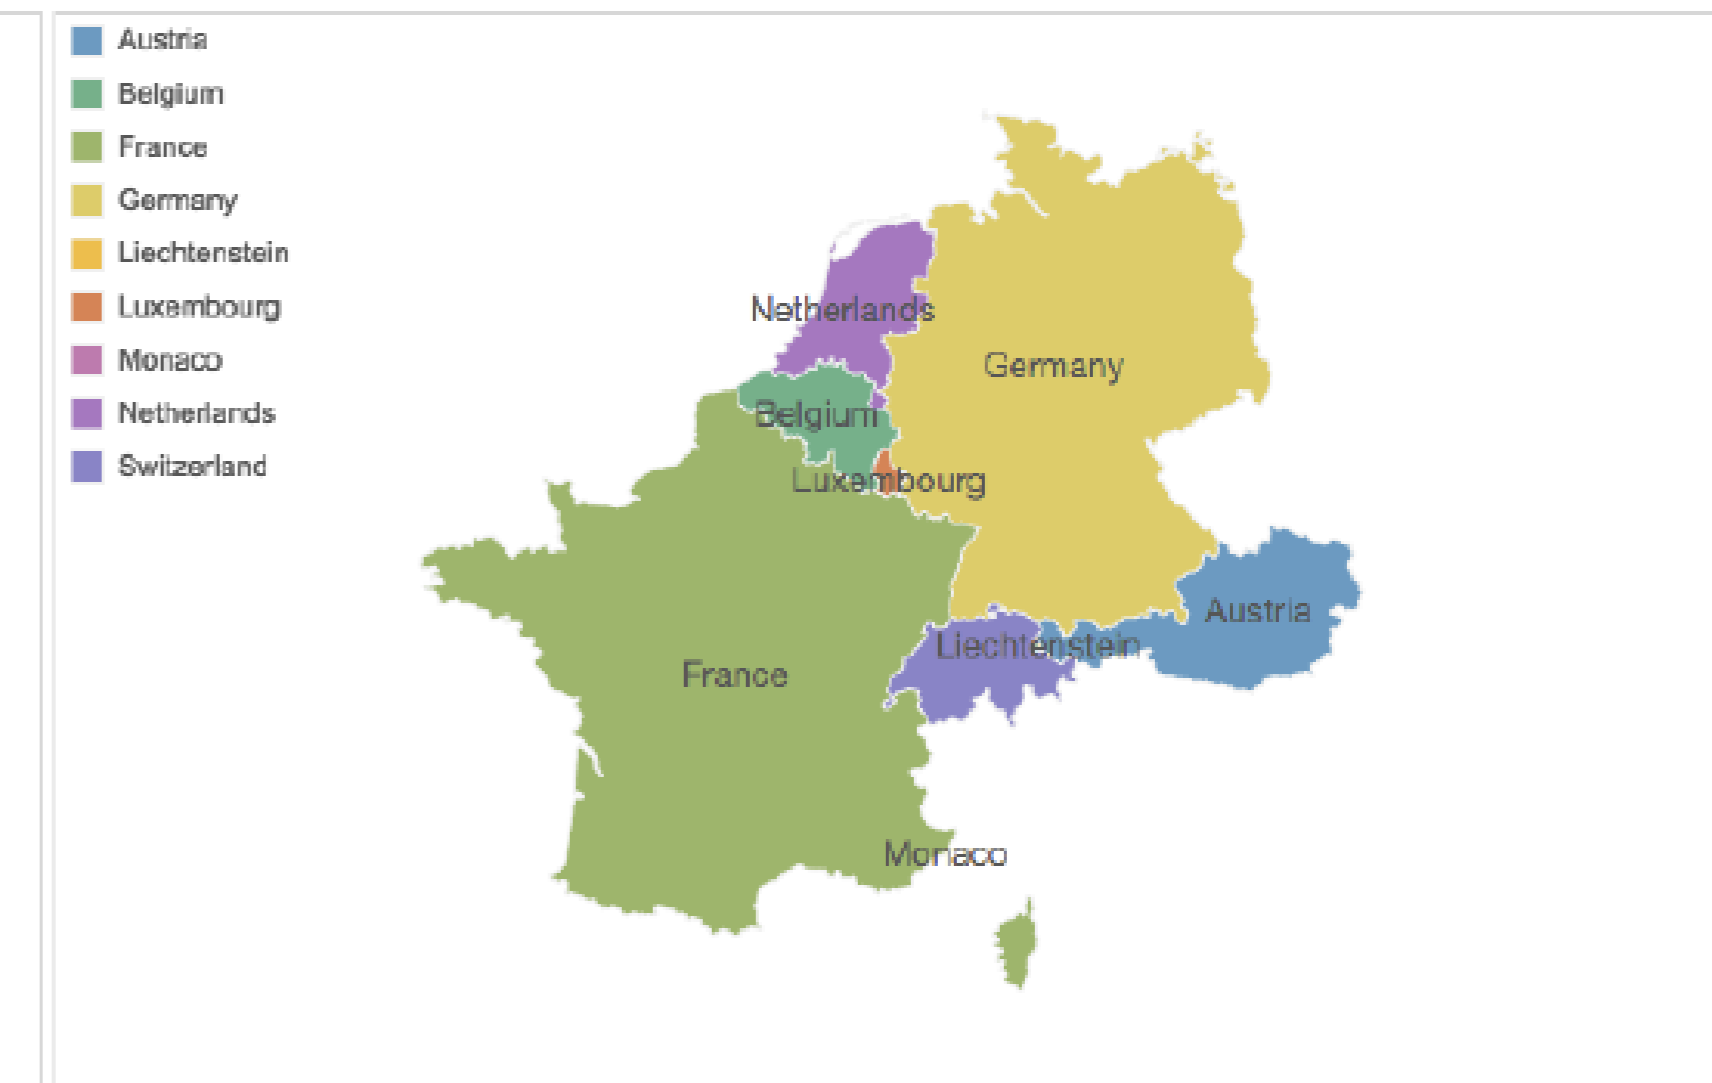 Austria
Belgium
France
Germany
Liechtenstein
Luxembourg
Monaco
Netherlands
Switzerland
Netherlands
Germany
Belgium
Luxembourg
Austria
Liechtenstein
France
Monaco